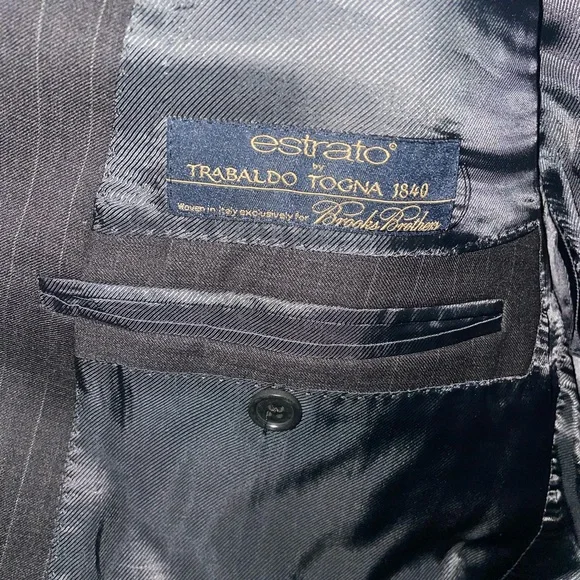 estrato®
by
TRABALDO TOGNA 1840
Woven in Italy exclusively for Brooks Brothers